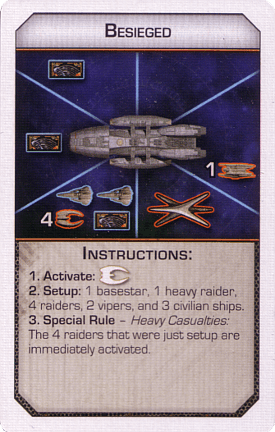 BESIEGED
1
4
INSTRUCTIONS:
1. Activate:
2. Setup: 1 basestar, 1 heavy raider,
4 raiders, 2 vipers, and 3 civilian ships.
3. Special Rule – Heavy Casualties:
The 4 raiders that were just setup are
immediately activated.